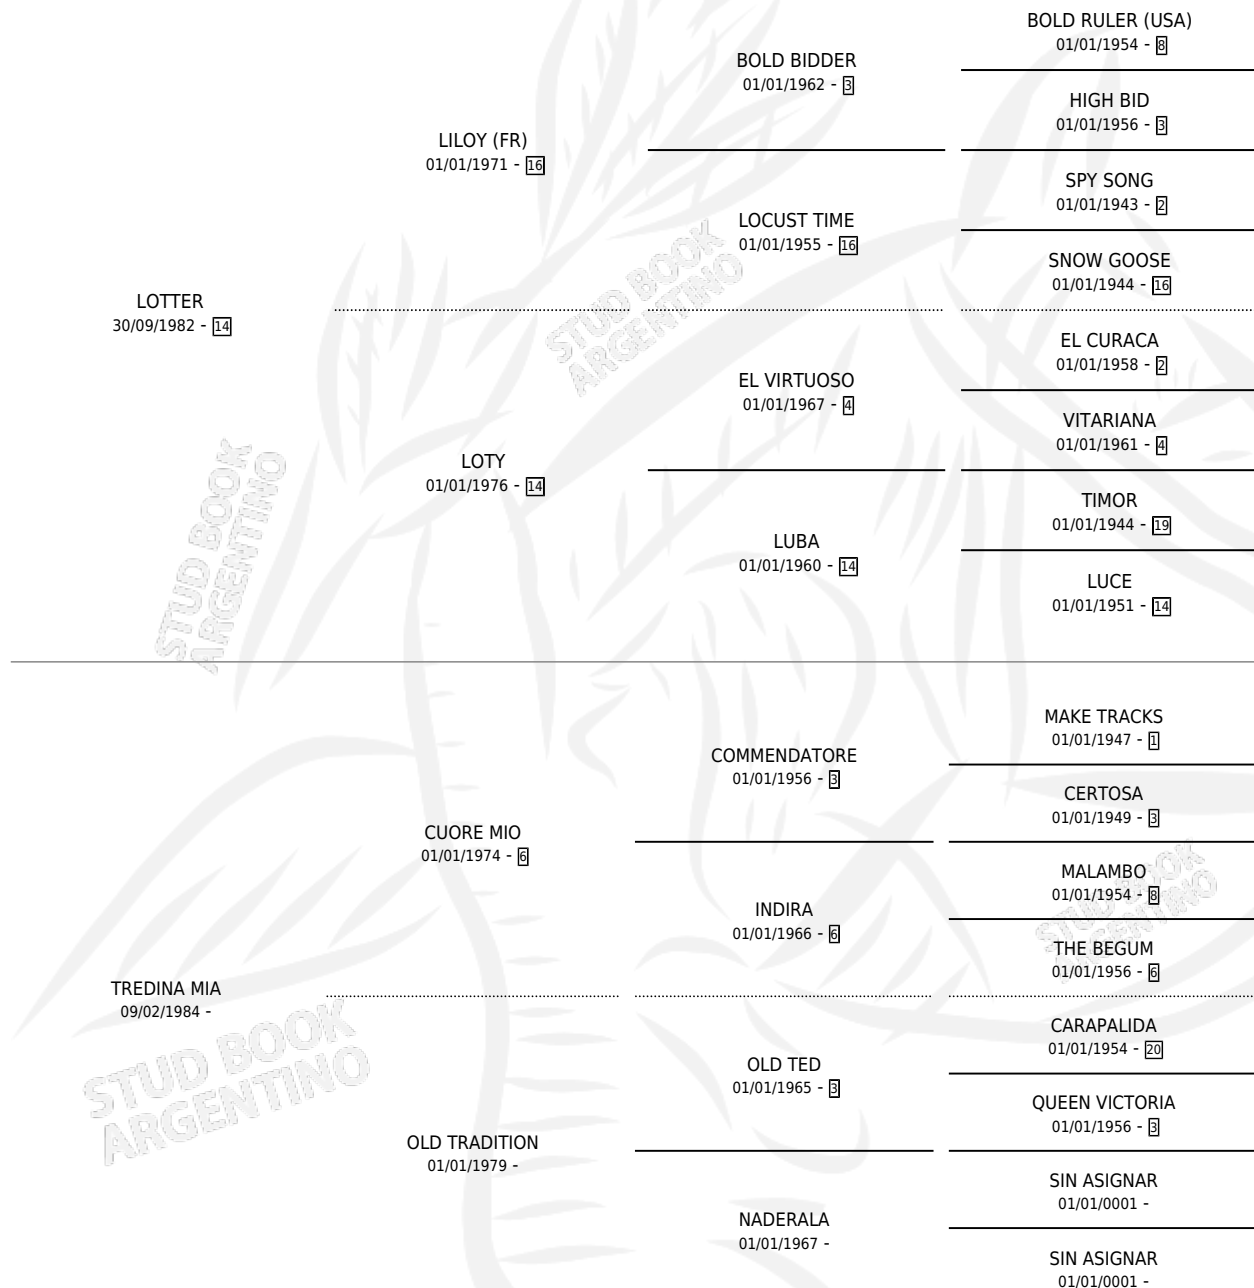 BOLD RULER (USA)
01/01/1954 - 8
BOLD BIDDER
01/01/1962 - 3
HIGH BID
01/01/1956 - 3
LILOY (FR)
01/01/1971 - 16
SPY SONG
01/01/1943 - 2
LOCUST TIME
01/01/1955 - 16
SNOW GOOSE
01/01/1944 - 16
LOTTER
30/09/1982 - 14
EL CURACA
01/01/1958 - 2
EL VIRTUOSO
01/01/1967 - 4
VITARIANA
01/01/1961 - 4
LOTY
01/01/1976 - 14
TIMOR
01/01/1944 - 19
LUBA
01/01/1960 - 14
LUCE
01/01/1951 - 14
MAKE TRACKS
01/01/1947 - 1
COMMENDATORE
01/01/1956 - 3
CERTOSA
01/01/1949 - 3
CUORE MIO
01/01/1974 - 6
MALAMBO
01/01/1954 - 8
INDIRA
01/01/1966 - 6
THE BEGUM
01/01/1956 - 6
TREDINA MIA
09/02/1984 -
CARAPALIDA
01/01/1954 - 20
OLD TED
01/01/1965 - 3
QUEEN VICTORIA
01/01/1956 - 3
OLD TRADITION
01/01/1979 -
SIN ASIGNAR
01/01/0001 -
NADERALA
01/01/1967 -
SIN ASIGNAR
01/01/0001 -
STUD BOOK
ARGENTINO
STUD BOOK
ARGENTINO
STUD BOOK
ARGENTINO
STUD BOOK
ARGENTINO